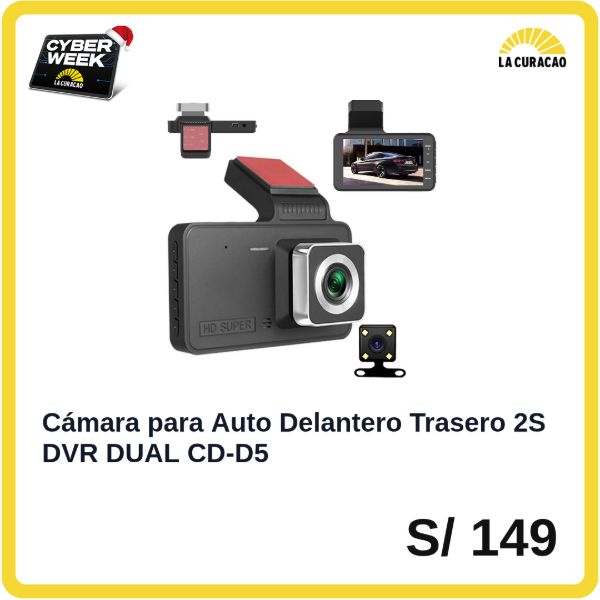 CYBER
WEEK
LA CURACAO
LA CURACAO
HD SUPER
Cámara para Auto Delantero Trasero 2S
DVR DUAL CD-D5
S/ 149